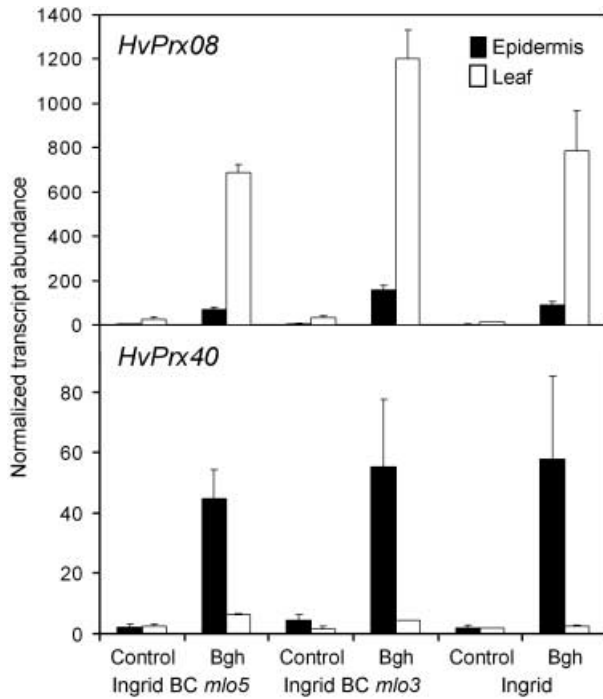 Normalized transcript abundance
1400
1200
1000
800
600
400
200
0
HvPrx08
Epidermis
Leaf
HvPrx40
80
60
40
20
0
Control Bgh Control Bgh Control Bgh
Ingrid BC mlo5 Ingrid BC mlo3 Ingrid